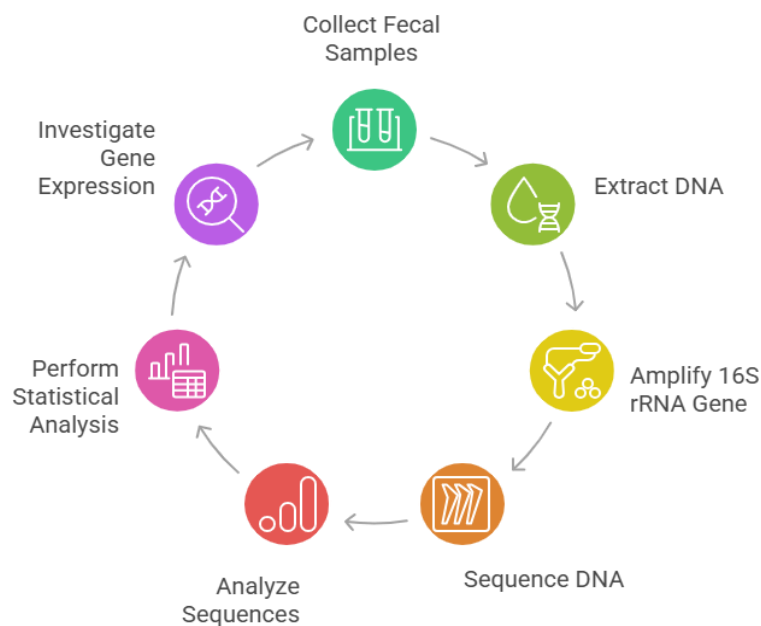 Collect Fecal
Samples
Extract DNA
Amplify 16S
rRNA Gene
Sequence DNA
Analyze
Sequences
Perform
Statistical
Analysis
Investigate
Gene
Expression